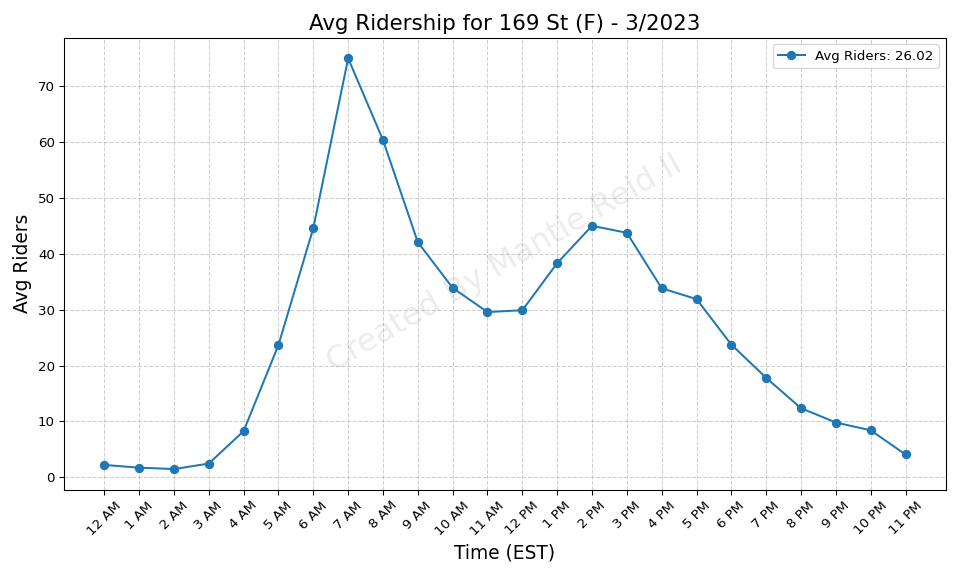 Avg Ridership for 169 St (F) - 3/2023
Avg Riders: 26.02
Avg Riders
70
60
50
40
30
20
10
0
Created By Mantie Reid II
12 AM
1 AM
2 AM
3 AM
4 AM
5 AM
6 AM
7 AM
8 AM
9 AM
10 AM
11 AM
12 PM
1 PM
2 PM
3 PM
4 PM
5 PM
6 PM
7 PM
8 PM
9 PM
10 PM
11 PM
Time (EST)